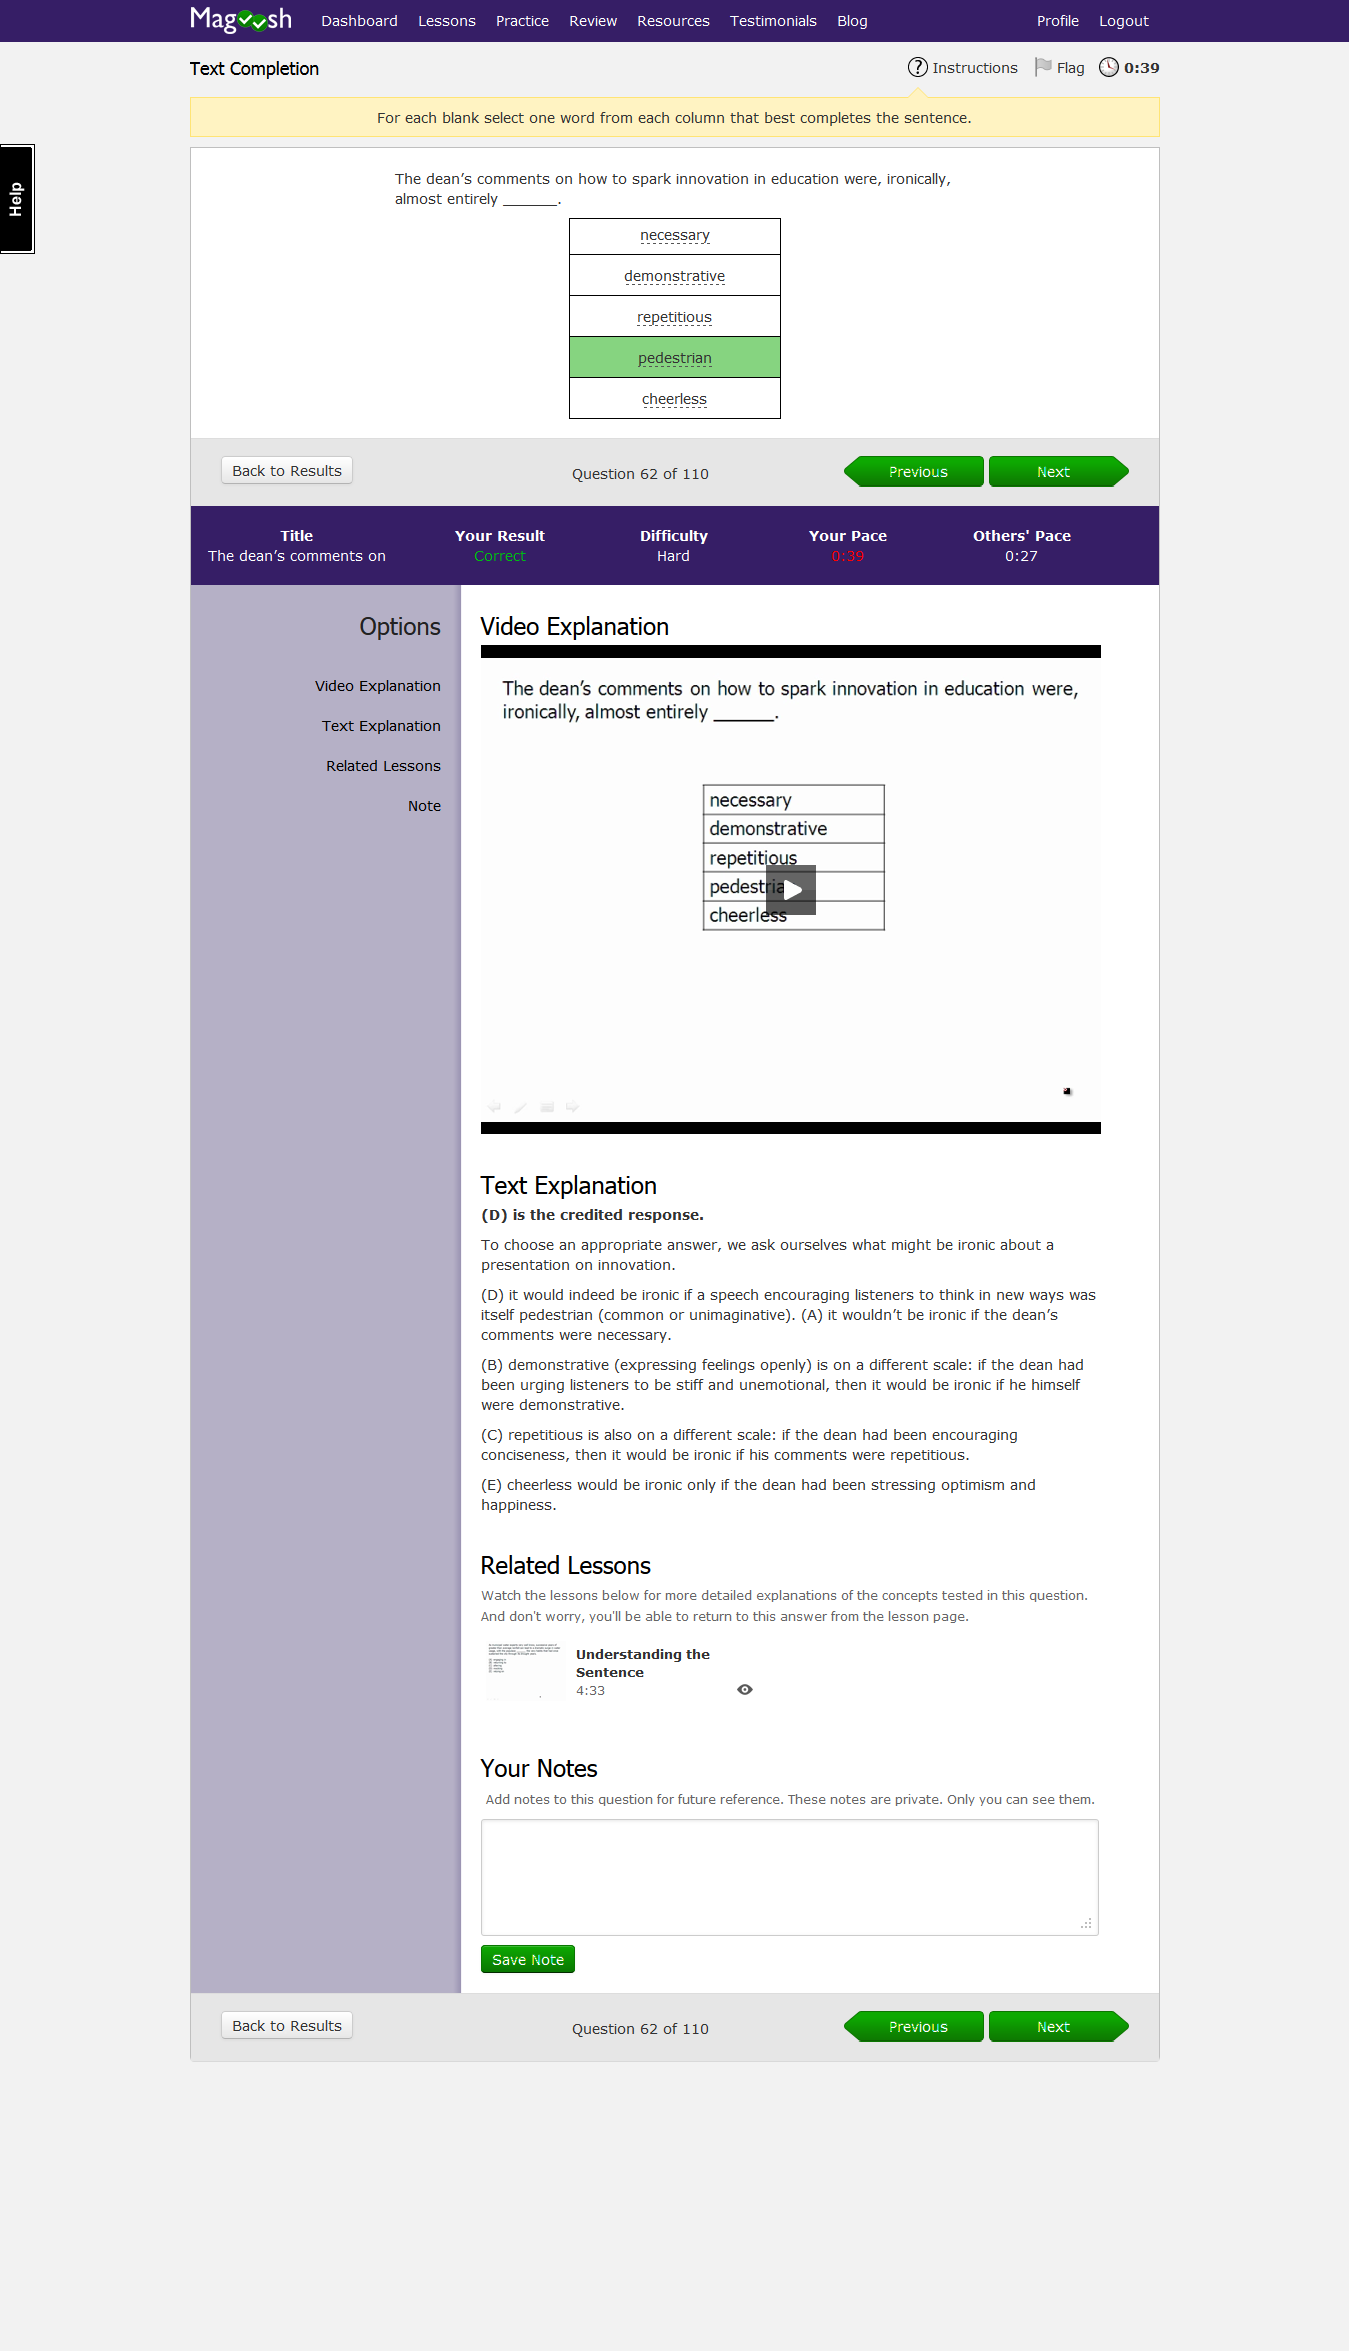 Magoosh
Dashboard Lessons Practice Review Resources Testimonials Blog Profile Logout
Text Completion
Instructions Flag 0:39
For each blank select one word from each column that best completes the sentence.
Help
The dean’s comments on how to spark innovation in education were, ironically,
almost entirely ______.
necessary
demonstrative
repetitious
pedestrian
cheerless
Back to Results Question 62 of 110 Previous Next
Title Your Result Difficulty Your Pace Others' Pace
The dean’s comments on Correct Hard 0:39 0:27
Options
Video Explanation
Text Explanation
Related Lessons
Note
Video Explanation
The dean’s comments on how to spark innovation in education were,
ironically, almost entirely ______.
necessary
demonstrative
repetitious
pedestria
cheerless
Text Explanation
(D) is the credited response.
To choose an appropriate answer, we ask ourselves what might be ironic about a
presentation on innovation.
(D) it would indeed be ironic if a speech encouraging listeners to think in new ways was
itself pedestrian (common or unimaginative). (A) it wouldn’t be ironic if the dean’s
comments were necessary.
(B) demonstrative (expressing feelings openly) is on a different scale: if the dean had
been urging listeners to be stiff and unemotional, then it would be ironic if he himself
were demonstrative.
(C) repetitious is also on a different scale: if the dean had been encouraging
conciseness, then it would be ironic if his comments were repetitious.
(E) cheerless would be ironic only if the dean had been stressing optimism and
happiness.
Related Lessons
Watch the lessons below for more detailed explanations of the concepts tested in this question.
And don't worry, you'll be able to return to this answer from the lesson page.
Understanding the
Sentence
4:33
Your Notes
Add notes to this question for future reference. These notes are private. Only you can see them.
Save Note
Back to Results Question 62 of 110 Previous Next